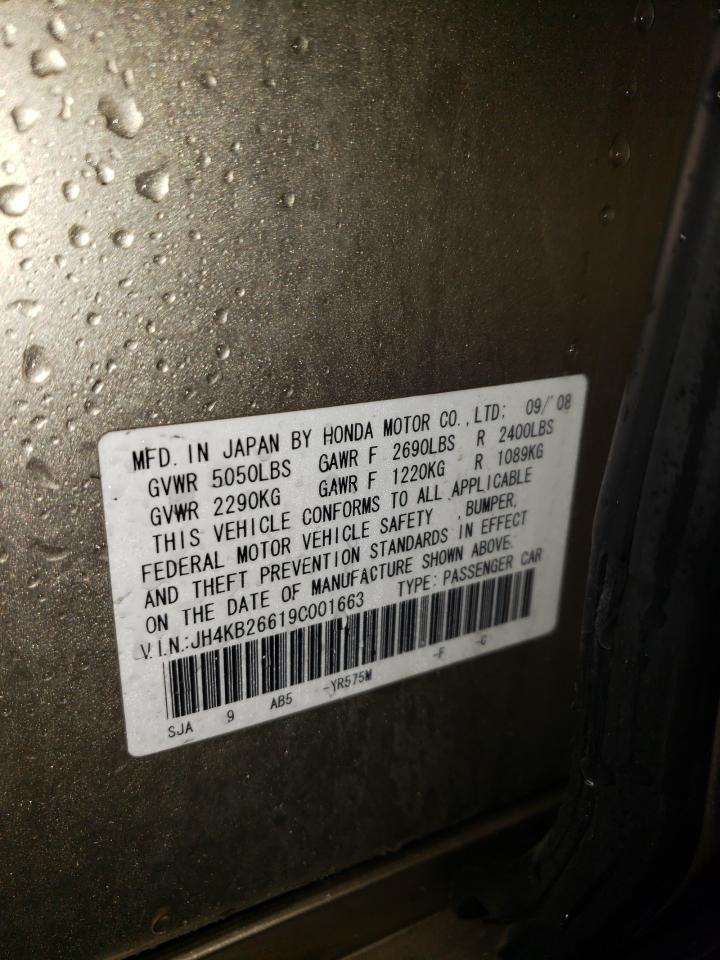 MFD. IN JAPAN BY HONDA MOTOR CO., LTD: 09/'08
GVWR 5050LBS GAWR F 2690LBS R 2400LBS
GVWR 2290KG GAWR F 1220KG R 1089KG
THIS VEHICLE CONFORMS TO ALL APPLICABLE
FEDERAL MOTOR VEHICLE SAFETY , BUMPER,
AND THEFT PREVENTION STANDARDS IN EFFECT
ON THE DATE OF MANUFACTURE SHOWN ABOVE.
V.I.N.:JH4KB26619C001663 TYPE: PASSENGER CAR
SJA 9 AB5 -YR575M -F -G